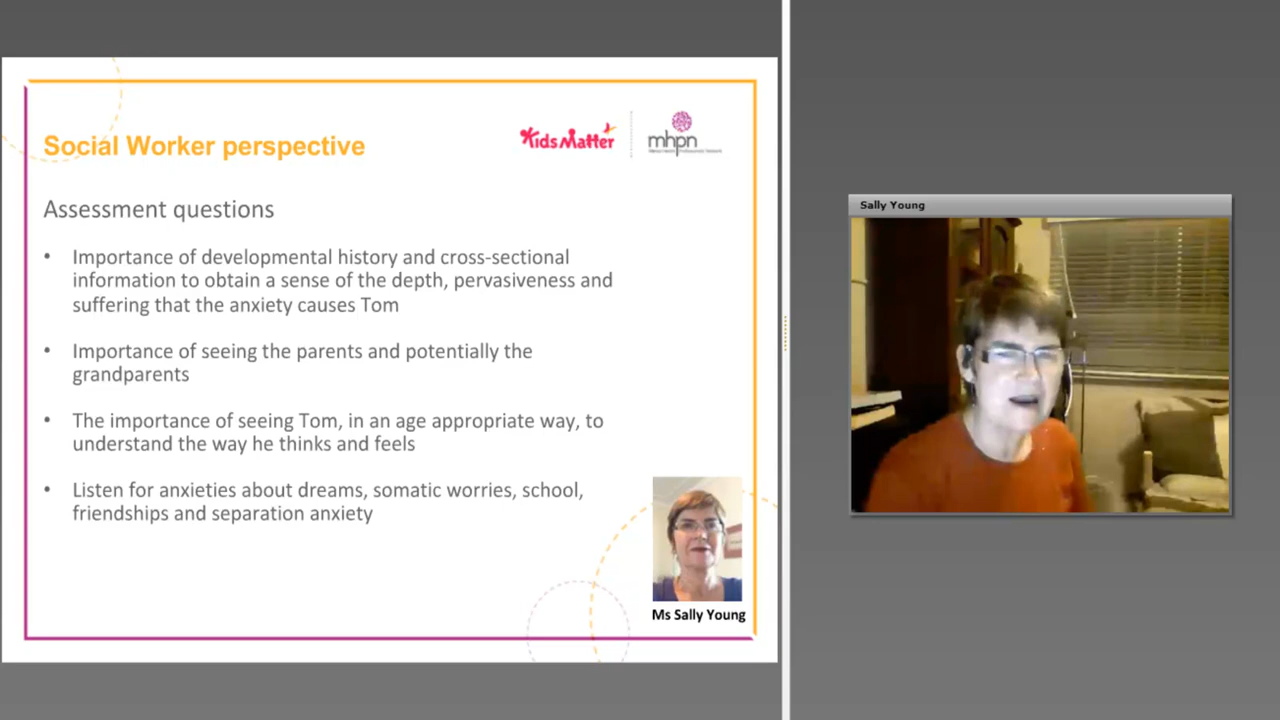 Social Worker perspective
KidsMatter
mhpn
Assessment questions
• Importance of developmental history and cross-sectional
information to obtain a sense of the depth, pervasiveness and
suffering that the anxiety causes Tom
• Importance of seeing the parents and potentially the
grandparents
• The importance of seeing Tom, in an age appropriate way, to
understand the way he thinks and feels
• Listen for anxieties about dreams, somatic worries, school,
friendships and separation anxiety
Ms Sally Young
Sally Young